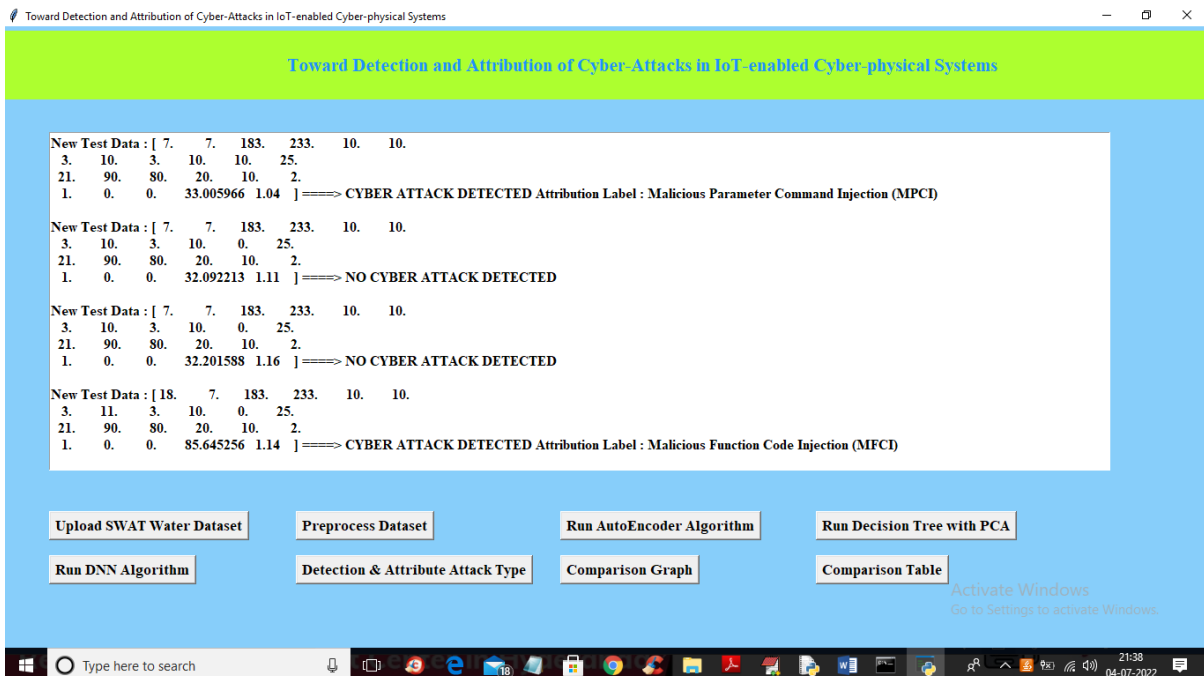 Toward Detection and Attribution of Cyber-Attacks in IoT-enabled Cyber-physical Systems
Toward Detection and Attribution of Cyber-Attacks in IoT-enabled Cyber-physical Systems
New Test Data : [ 7. 7. 183. 233. 10. 10.
3. 10. 3. 10. 10. 25.
21. 90. 80. 20. 10. 2.
1. 0. 0. 33.005966 1.04 ] ====> CYBER ATTACK DETECTED Attribution Label : Malicious Parameter Command Injection (MPCI)
New Test Data : [ 7. 7. 183. 233. 10. 10.
3. 10. 3. 10. 0. 25.
21. 90. 80. 20. 10. 2.
1. 0. 0. 32.092213 1.11 ] ====> NO CYBER ATTACK DETECTED
New Test Data : [ 7. 7. 183. 233. 10. 10.
3. 10. 3. 10. 0. 25.
21. 90. 80. 20. 10. 2.
1. 0. 0. 32.201588 1.16 ] ====> NO CYBER ATTACK DETECTED
New Test Data : [ 18. 7. 183. 233. 10. 10.
3. 11. 3. 10. 0. 25.
21. 90. 80. 20. 10. 2.
1. 0. 0. 85.645256 1.14 ] ====> CYBER ATTACK DETECTED Attribution Label : Malicious Function Code Injection (MFCI)
Upload SWAT Water Dataset Preprocess Dataset Run AutoEncoder Algorithm Run Decision Tree with PCA
Run DNN Algorithm Detection & Attribute Attack Type Comparison Graph Comparison Table
Activate Windows
Go to Settings to activate Windows.
Type here to search
18
21:38
04-07-2022